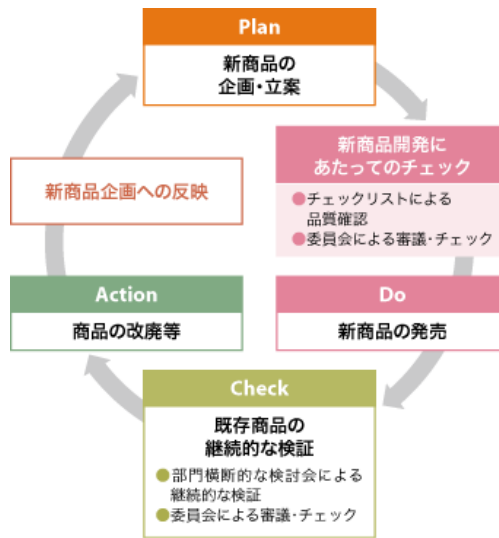 Plan
新商品の
企画・立案
新商品開発に
あたってのチェック
●チェックリストによる
品質確認
●委員会による審議・チェック
Do
新商品の発売
Check
既存商品の
継続的な検証
●部門横断的な検討会による
継続的な検証
●委員会による審議・チェック
Action
商品の改廃等
新商品企画への反映